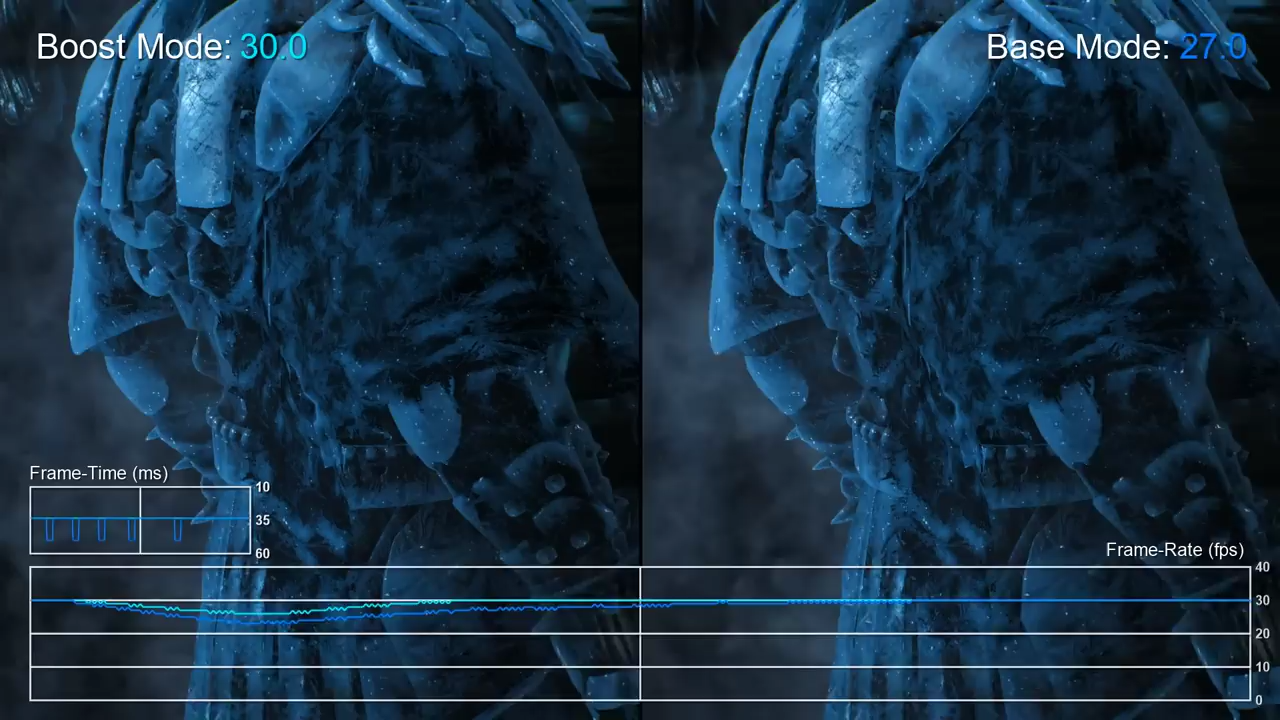 Boost Mode: 30.0
Base Mode: 27.0
Frame-Time (ms)
10
35
60
Frame-Rate (fps)
40
30
20
10
0